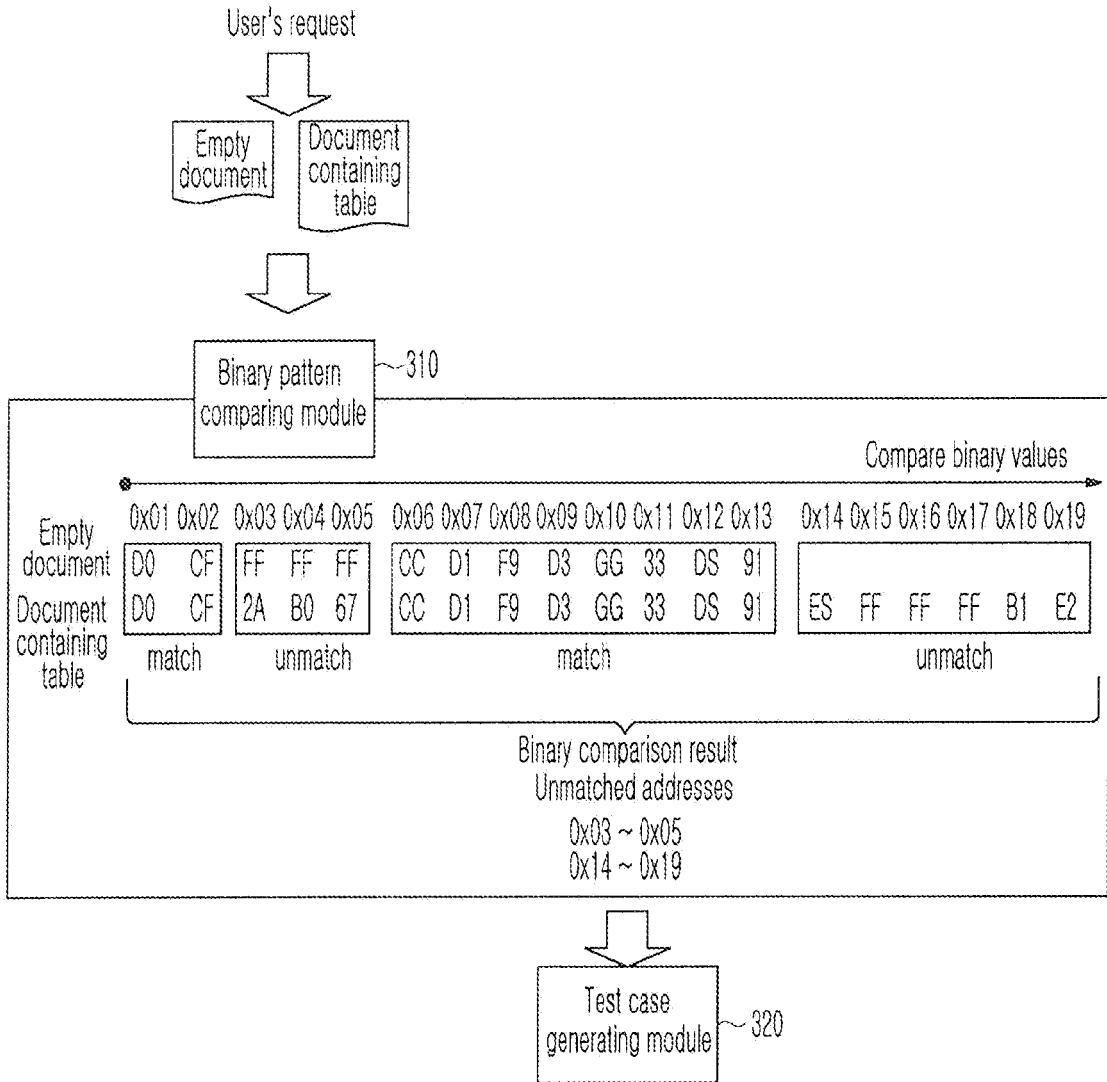 User's request
Empty
document
Document
containing
table
Binary pattern
comparing module
310
Compare binary values
0x01 0x02 0x03 0x04 0x05 0x06 0x07 0x08 0x09 0x10 0x11 0x12 0x13 0x14 0x15 0x16 0x17 0x18 0x19
Empty
document
D0 CF FF FF FF CC D1 F9 D3 GG 33 DS 91
Document
containing
table
D0 CF 2A B0 67 CC D1 F9 D3 GG 33 DS 91 ES FF FF FF B1 E2
match unmatch match unmatch
Binary comparison result
Unmatched addresses
0x03 ~ 0x05
0x14 ~ 0x19
Test case
generating module
320